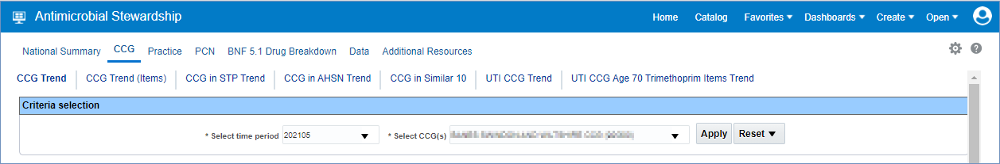 Antimicrobial Stewardship Home Catalog Favorites Dashboards Create Open
National Summary CCG Practice PCN BNF 5.1 Drug Breakdown Data Additional Resources
CCG Trend CCG Trend (Items) CCG in STP Trend CCG in AHSN Trend CCG in Similar 10 UTI CCG Trend UTI CCG Age 70 Trimethoprim Items Trend
Criteria selection
* Select time period 202105 * Select CCG(s) Apply Reset